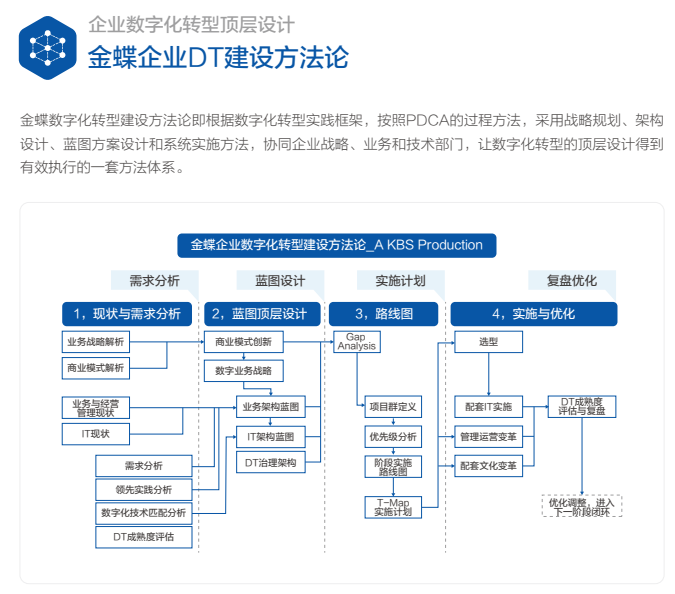 企业数字化转型顶层设计
金蝶企业DT建设方法论
金蝶数字化转型建设方法论即根据数字化转型实践框架，按照PDCA的过程方法，采用战略规划、架构
设计、蓝图方案设计和系统实施方法，协同企业战略、业务和技术部门，让数字化转型的顶层设计得到
有效执行的一套方法体系。
金蝶企业数字化转型建设方法论_A KBS Production
需求分析
蓝图设计
实施计划
复盘优化
1，现状与需求分析
2，蓝图顶层设计
3，路线图
4，实施与优化
业务战略解析
商业模式解析
业务与经营
管理现状
IT现状
需求分析
领先实践分析
数字化技术匹配分析
DT成熟度评估
商业模式创新
数字业务战略
业务架构蓝图
IT架构蓝图
DT治理架构
Gap
Analysis
项目群定义
优先级分析
阶段实施
路线图
T-Map
实施计划
选型
配套IT实施
管理运营变革
配套文化变革
DT成熟度
评估与复盘
优化调整，进入
下一阶段闭环